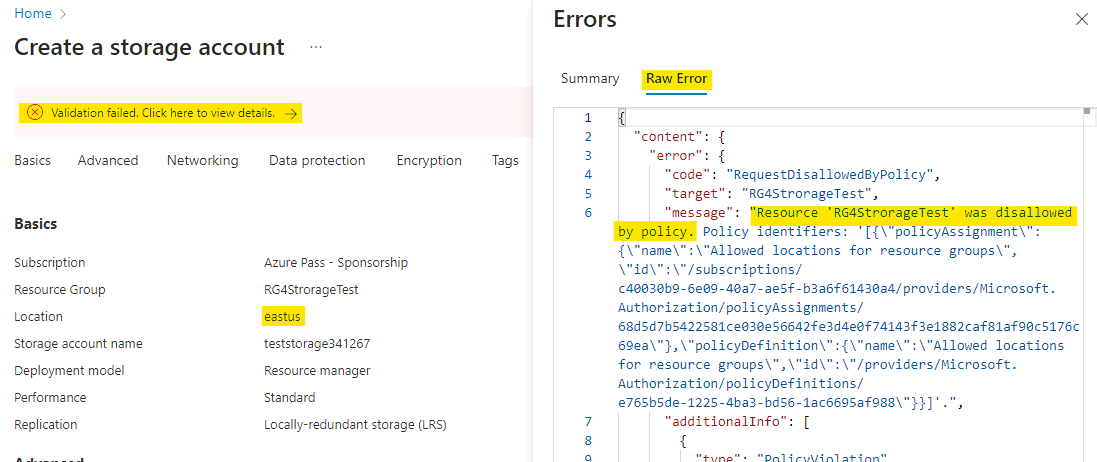 Home >
Create a storage account ...
Validation failed. Click here to view details. →
Basics Advanced Networking Data protection Encryption Tags
Basics
Subscription Azure Pass - Sponsorship
Resource Group RG4StrorageTest
Location eastus
Storage account name teststorage341267
Deployment model Resource manager
Performance Standard
Replication Locally-redundant storage (LRS)
Errors
Summary Raw Error
1 {
2 "content": {
3 "error": {
4 "code": "RequestDisallowedByPolicy",
5 "target": "RG4StrorageTest",
6 "message": "Resource 'RG4StrorageTest' was disallowed
by policy. Policy identifiers: '[{\"policyAssignment\":
{\"name\":\"Allowed locations for resource groups\",
\"id\":\"/subscriptions/
c40030b9-6e09-40a7-ae5f-b3a6f61430a4/providers/Microsoft.
Authorization/policyAssignments/
68d5d7b5422581ce030e56642fe3d4e0f74143f3e1882caf81af90c5176c
69ea\"},\"policyDefinition\":{\"name\":\"Allowed locations
for resource groups\",\"id\":\"/providers/Microsoft.
Authorization/policyDefinitions/
e765b5de-1225-4ba3-bd56-1ac6695af988\"}}]'.",
7 "additionalInfo": [
8 {
9 "type": "PolicyViolation"